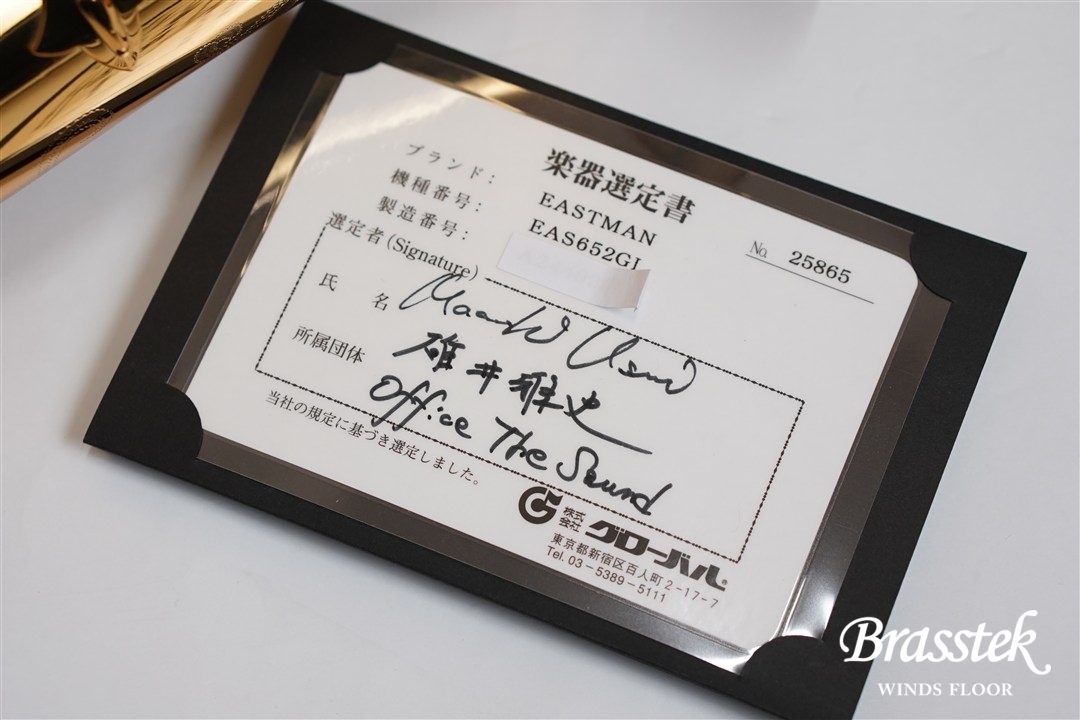 楽器選定書
No. 25865
ブランド: EASTMAN
機種番号: EAS652GL
製造番号:
選定者(Signature)
氏名 碓井雅史
所属団体 Office The Sound
当社の規定に基づき選定しました。
株式会社 グローバル
東京都新宿区百人町2-17-7
Tel. 03-5389-5111
Brasstek
WINDS FLOOR